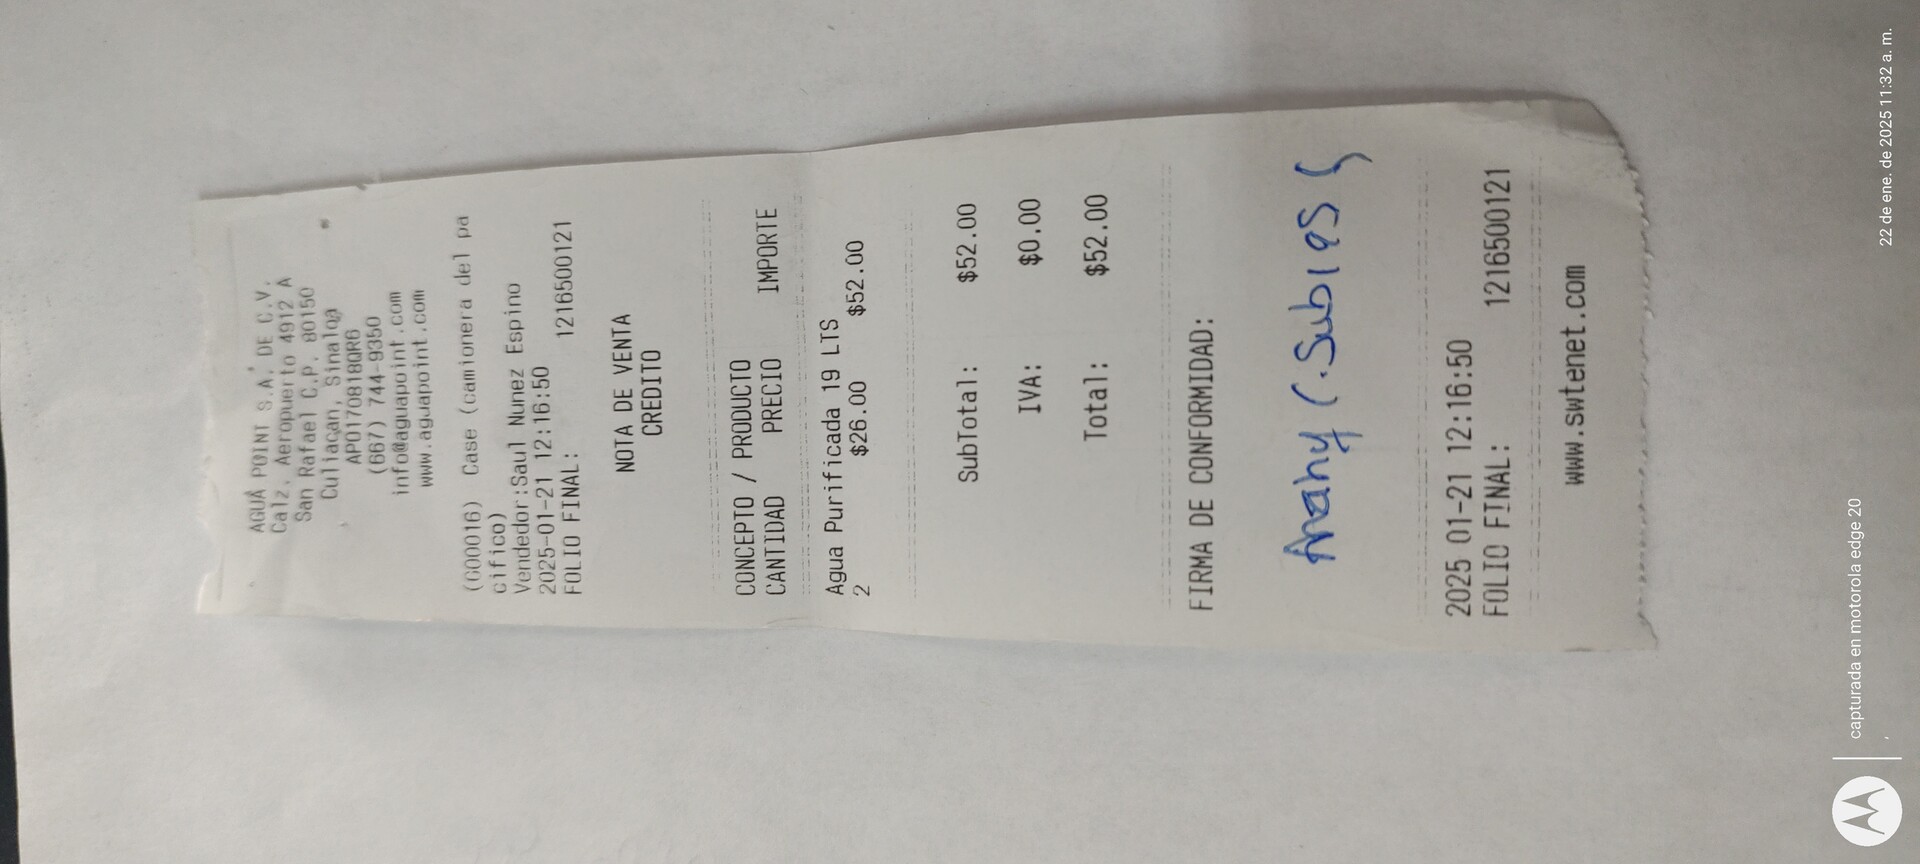 AGUA POINT S.A. DE C.V.
Calz. Aeropuerto 4912 A
San Rafael C.P. 80150
Culiacan, Sinaloa
APO170818QR6
(667) 744-9350
info@aguapoint.com
www.aguapoint.com
(G00016) Case (camionera del pa
cifico)
Vendedor:Saul Nunez Espino
2025-01-21 12:16:50
FOLIO FINAL: 1216500121
NOTA DE VENTA
CREDITO
CONCEPTO / PRODUCTO
CANTIDAD PRECIO IMPORTE
Agua Purificada 19 LTS
2 $26.00 $52.00
SubTotal: $52.00
IVA: $0.00
Total: $52.00
FIRMA DE CONFORMIDAD:
Anahy (.Subias)
2025 01-21 12:16:50
FOLIO FINAL: 1216500121
www.swtenet.com
capturada en motorola edge 20
22 de ene. de 2025 11:32 a. m.